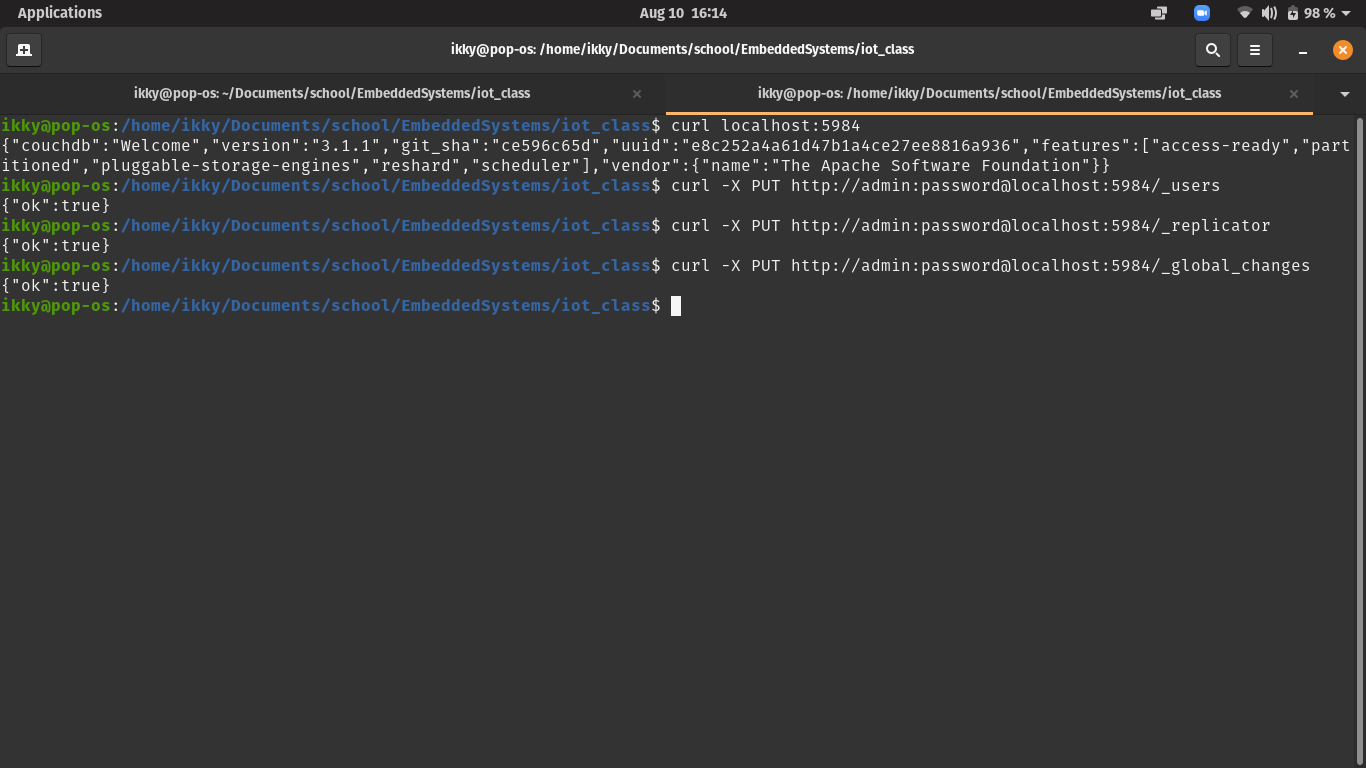 Applications
Aug 10 16:14
98 %
ikky@pop-os: /home/ikky/Documents/school/EmbeddedSystems/iot_class
ikky@pop-os: ~/Documents/school/EmbeddedSystems/iot_class
ikky@pop-os: /home/ikky/Documents/school/EmbeddedSystems/iot_class
ikky@pop-os:/home/ikky/Documents/school/EmbeddedSystems/iot_class$ curl localhost:5984
{"couchdb":"Welcome","version":"3.1.1","git_sha":"ce596c65d","uuid":"e8c252a4a61d47b1a4ce27ee8816a936","features":["access-ready","part
itioned","pluggable-storage-engines","reshard","scheduler"],"vendor":{"name":"The Apache Software Foundation"}}
ikky@pop-os:/home/ikky/Documents/school/EmbeddedSystems/iot_class$ curl -X PUT http://admin:password@localhost:5984/_users
{"ok":true}
ikky@pop-os:/home/ikky/Documents/school/EmbeddedSystems/iot_class$ curl -X PUT http://admin:password@localhost:5984/_replicator
{"ok":true}
ikky@pop-os:/home/ikky/Documents/school/EmbeddedSystems/iot_class$ curl -X PUT http://admin:password@localhost:5984/_global_changes
{"ok":true}
ikky@pop-os:/home/ikky/Documents/school/EmbeddedSystems/iot_class$